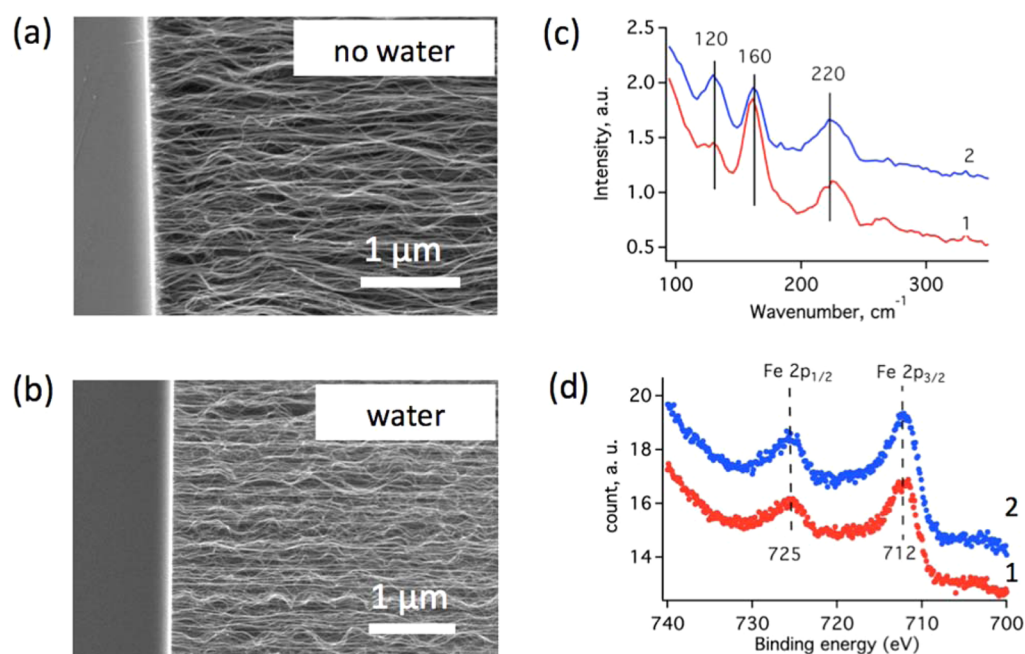 (a)
no water
1 μm
(b)
water
1 μm
(c)
2.5
2.0
1.5
1.0
0.5
Intensity, a.u.
120
160
220
2
1
100
200
300
Wavenumber, cm⁻¹
(d)
Fe 2p₁/₂
Fe 2p₃/₂
20
18
16
14
count, a. u.
2
1
725
712
740
730
720
710
700
Binding energy (eV)